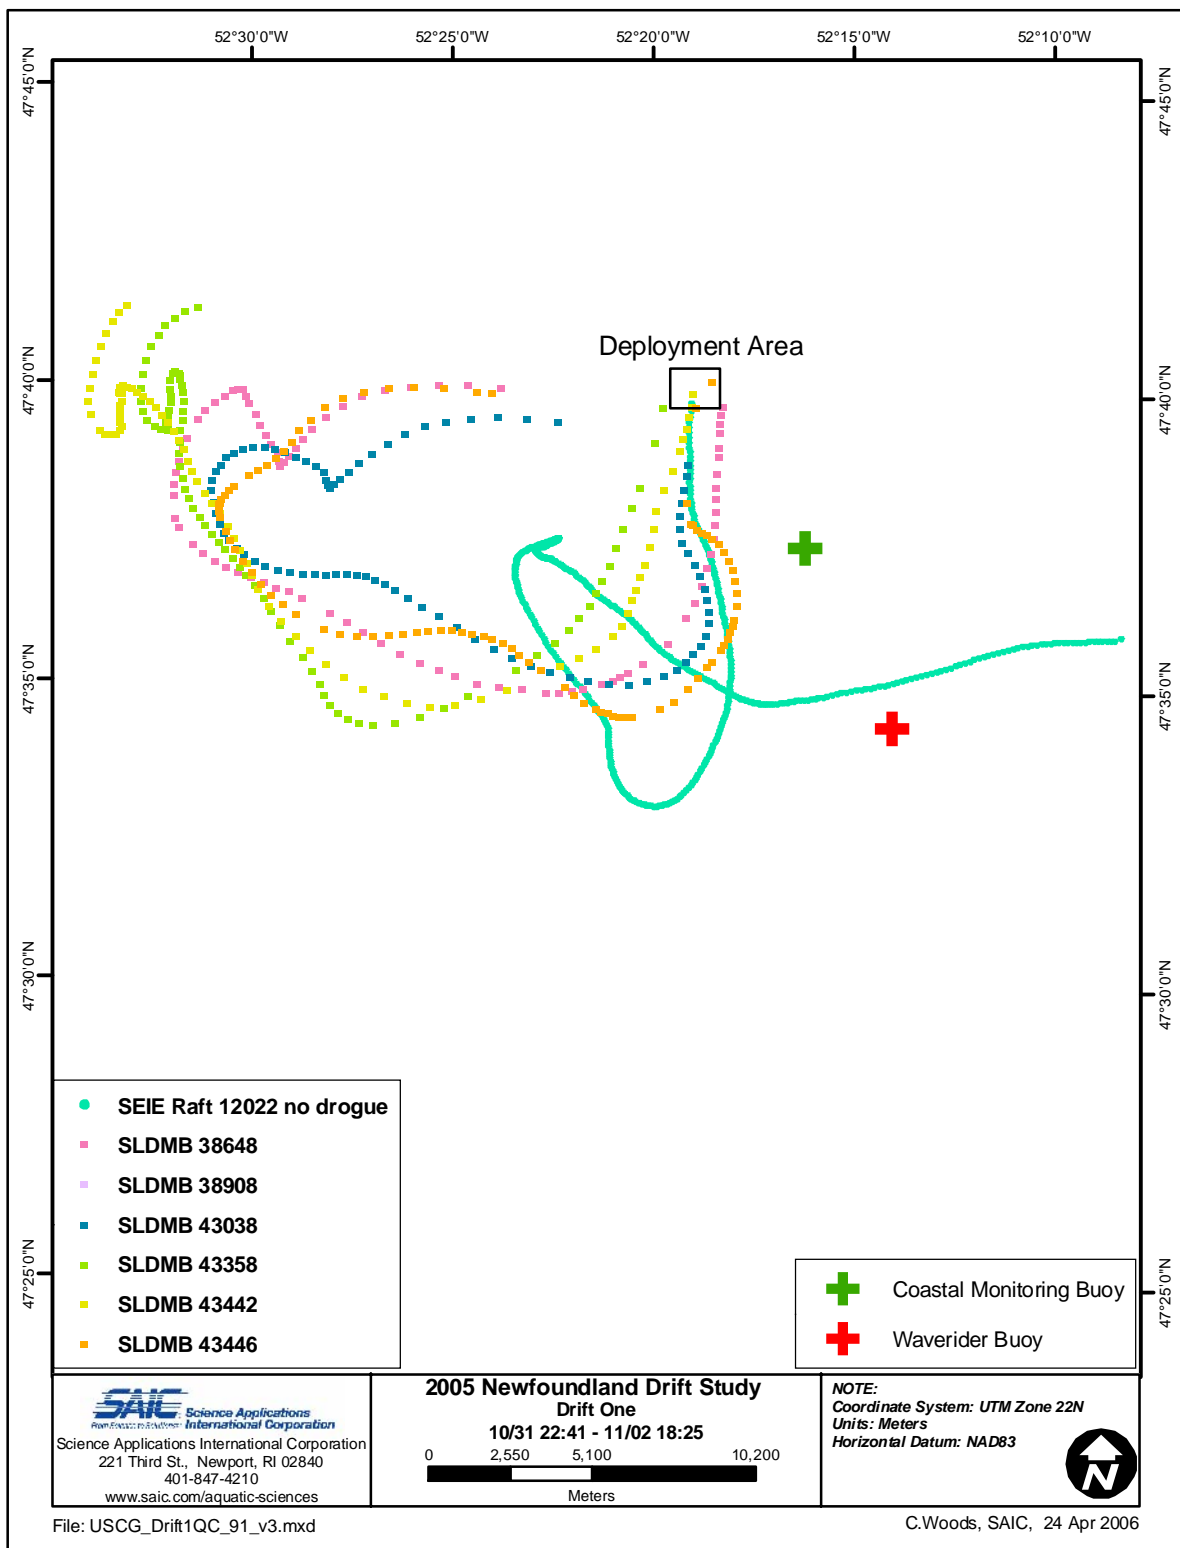 52°30'0"W 52°25'0"W 52°20'0"W 52°15'0"W 52°10'0"W
47°45'0"N 47°45'0"N
Deployment Area
47°40'0"N 47°40'0"N
47°35'0"N 47°35'0"N
47°30'0"N 47°30'0"N
47°25'0"N 47°25'0"N
SEIE Raft 12022 no drogue
SLDMB 38648
SLDMB 38908
SLDMB 43038
SLDMB 43358
SLDMB 43442
SLDMB 43446
Coastal Monitoring Buoy
Waverider Buoy
SAIC Science Applications
From Science to Solutions International Corporation
Science Applications International Corporation
221 Third St., Newport, RI 02840
401-847-4210
www.saic.com/aquatic-sciences
2005 Newfoundland Drift Study
Drift One
10/31 22:41 - 11/02 18:25
0 2,550 5,100 10,200
Meters
NOTE:
Coordinate System: UTM Zone 22N
Units: Meters
Horizontal Datum: NAD83
N
File: USCG_Drift1QC_91_v3.mxd
C.Woods, SAIC, 24 Apr 2006